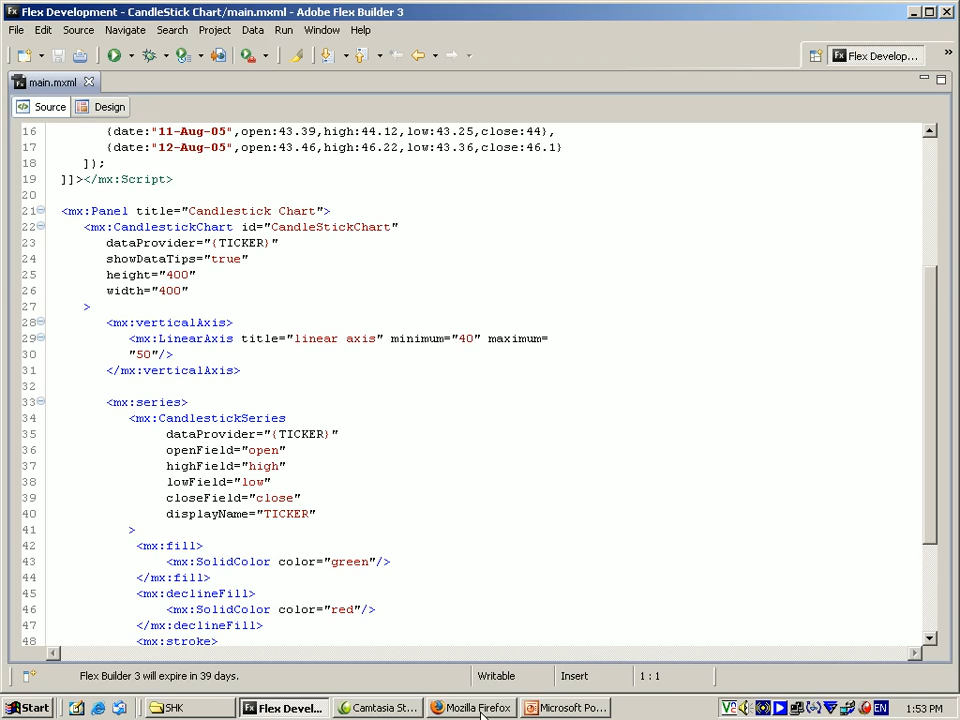 Flex Development - CandleStick Chart/main.mxml - Adobe Flex Builder 3
File Edit Source Navigate Search Project Data Run Window Help
Flex Develop...
main.mxml
Source Design
16 {date:"11-Aug-05",open:43.39,high:44.12,low:43.25,close:44},
17 {date:"12-Aug-05",open:43.46,high:46.22,low:43.36,close:46.1}
18 ]);
19 ]]></mx:Script>
20
21 <mx:Panel title="Candlestick Chart">
22 <mx:CandlestickChart id="CandleStickChart"
23 dataProvider="{TICKER}"
24 showDataTips="true"
25 height="400"
26 width="400"
27 >
28 <mx:verticalAxis>
29 <mx:LinearAxis title="linear axis" minimum="40" maximum=
30 "50"/>
31 </mx:verticalAxis>
32
33 <mx:series>
34 <mx:CandlestickSeries
35 dataProvider="{TICKER}"
36 openField="open"
37 highField="high"
38 lowField="low"
39 closeField="close"
40 displayName="TICKER"
41 >
42 <mx:fill>
43 <mx:SolidColor color="green"/>
44 </mx:fill>
45 <mx:declineFill>
46 <mx:SolidColor color="red"/>
47 </mx:declineFill>
48 <mx:stroke>
Flex Builder 3 will expire in 39 days. Writable Insert 1 : 1
Start SHK Flex Devel... Camtasia St... Mozilla Firefox Microsoft Po... EN 1:53 PM